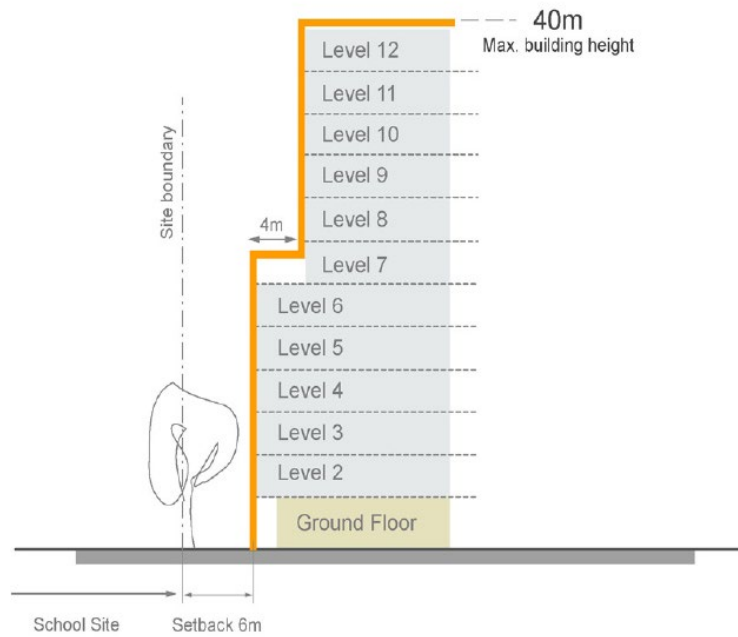 40m
Max. building height
Level 12
Level 11
Level 10
Level 9
Level 8
Level 7
4m
Site boundary
Level 6
Level 5
Level 4
Level 3
Level 2
Ground Floor
School Site
Setback 6m